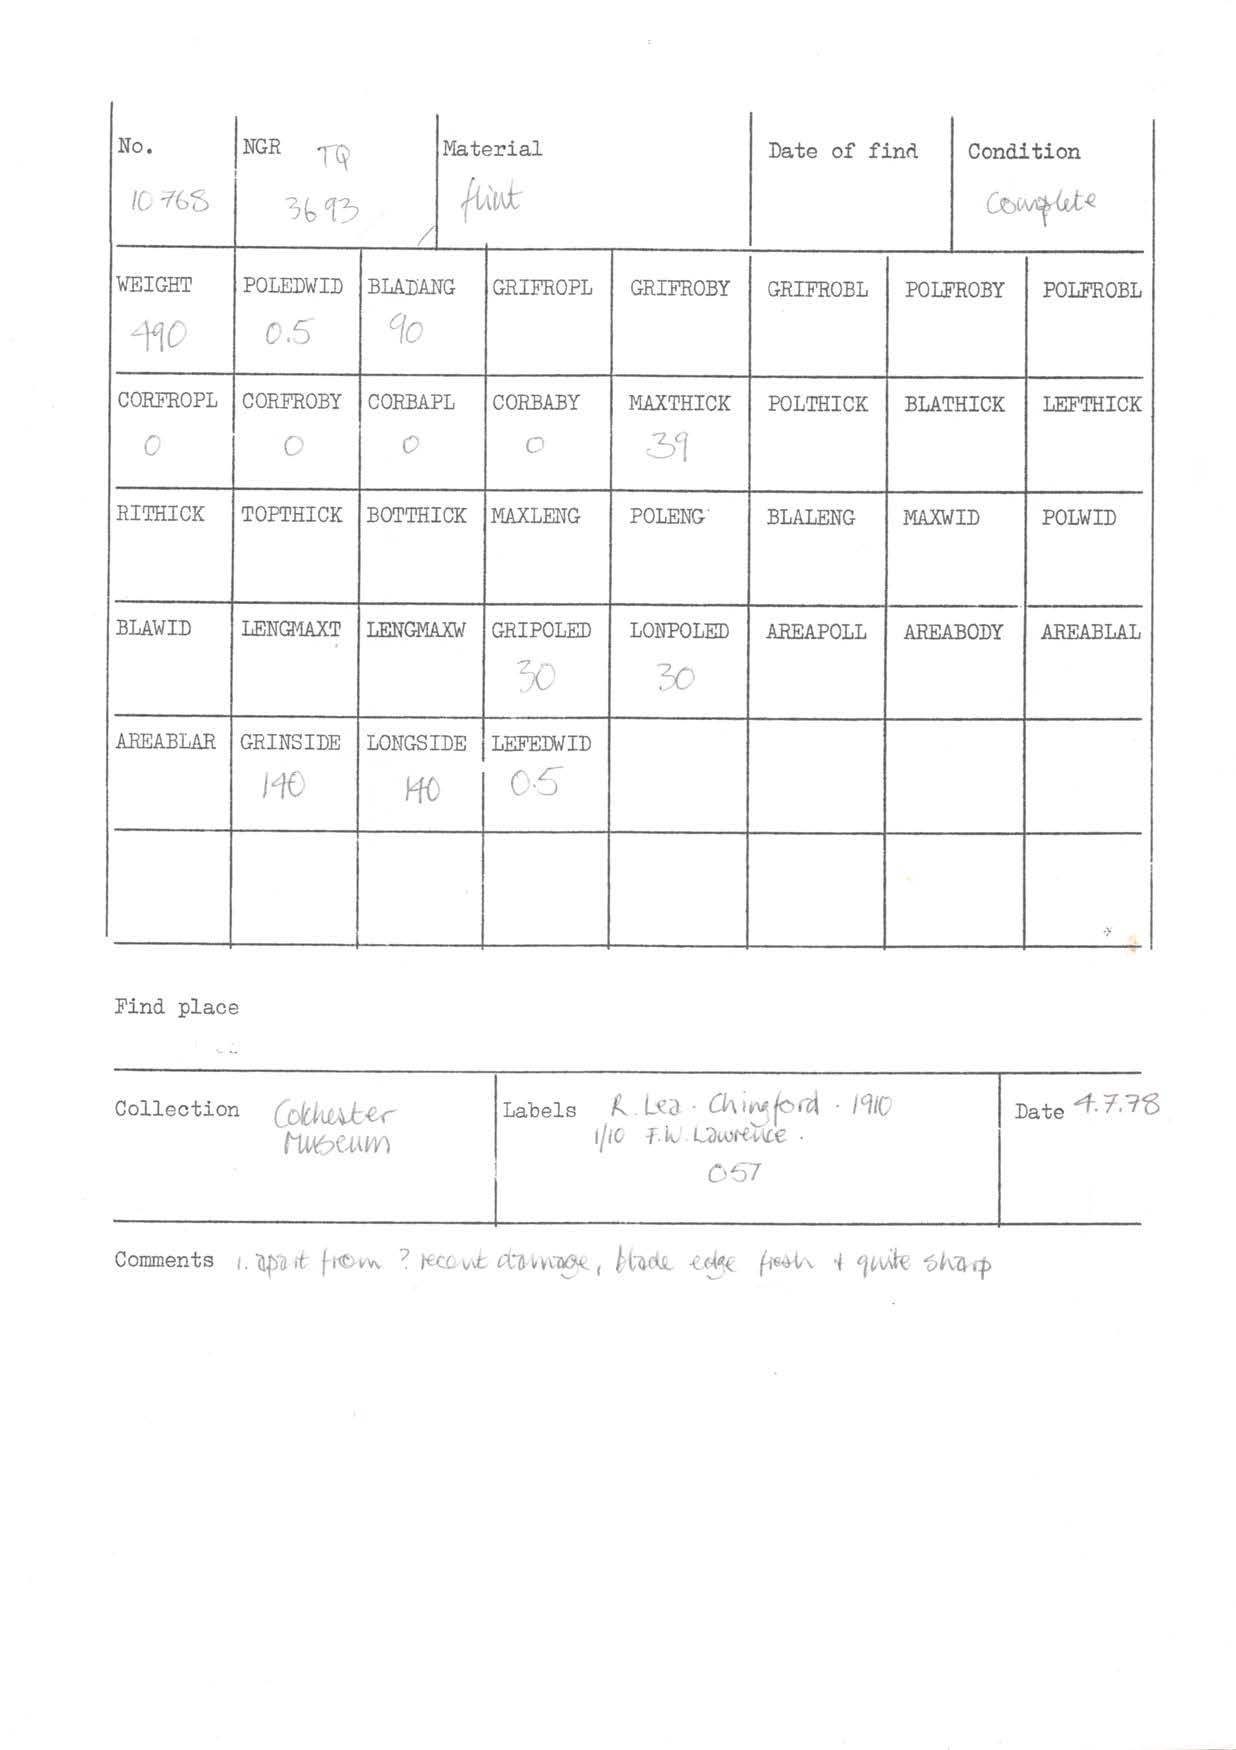 No. NGR TQ Material Date of find Condition
10768 3693 flint Complete
WEIGHT POLEDWID BLADANG GRIFROPL GRIFROBY GRIFROBL POLFROBY POLFROBL
490 0.5 90
CORFROPL CORFROBY CORBAPL CORBABY MAXTHICK POLTHICK BLATHICK LEFTHICK
0 0 0 0 39
RITHICK TOPTHICK BOTTHICK MAXLENG POLENG BLALENG MAXWID POLWID
BLAWID LENGMAXT LENGMAXW GRIPOLED LONPOLED AREAPOLL AREABODY AREABLAL
30 30
AREABLAR GRINSIDE LONGSIDE LEFEDWID
140 140 0.5
Find place
Collection Colchester Labels R. Lea. Chingford. 1910 Date 4.7.78
Museum 1/10 F.W. Lawrence.
057
Comments 1. apart from ? recent damage, blade edge fresh + quite sharp